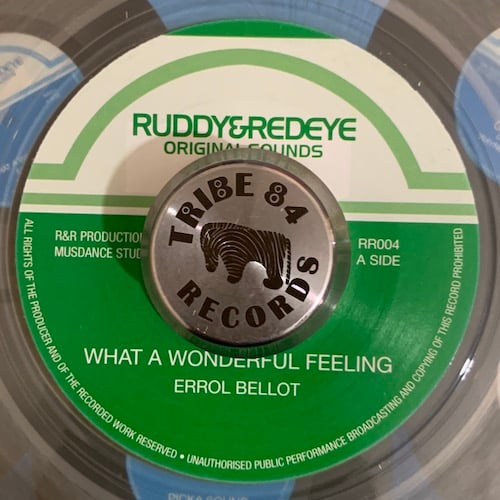 RUDDY&REDEYE
ORIGINAL SOUNDS
TRIBE 84
RECORDS
R&R PRODUCTIO
MUSDANCE STUD
RR004
A SIDE
WHAT A WONDERFUL FEELING
ERROL BELLOT
ALL RIGHTS OF THE PRODUCER AND OF THE RECORDED WORK RESERVED • UNAUTHORISED PUBLIC PERFORMANCE BROADCASTING AND COPYING OF THIS RECORD PROHIBITED